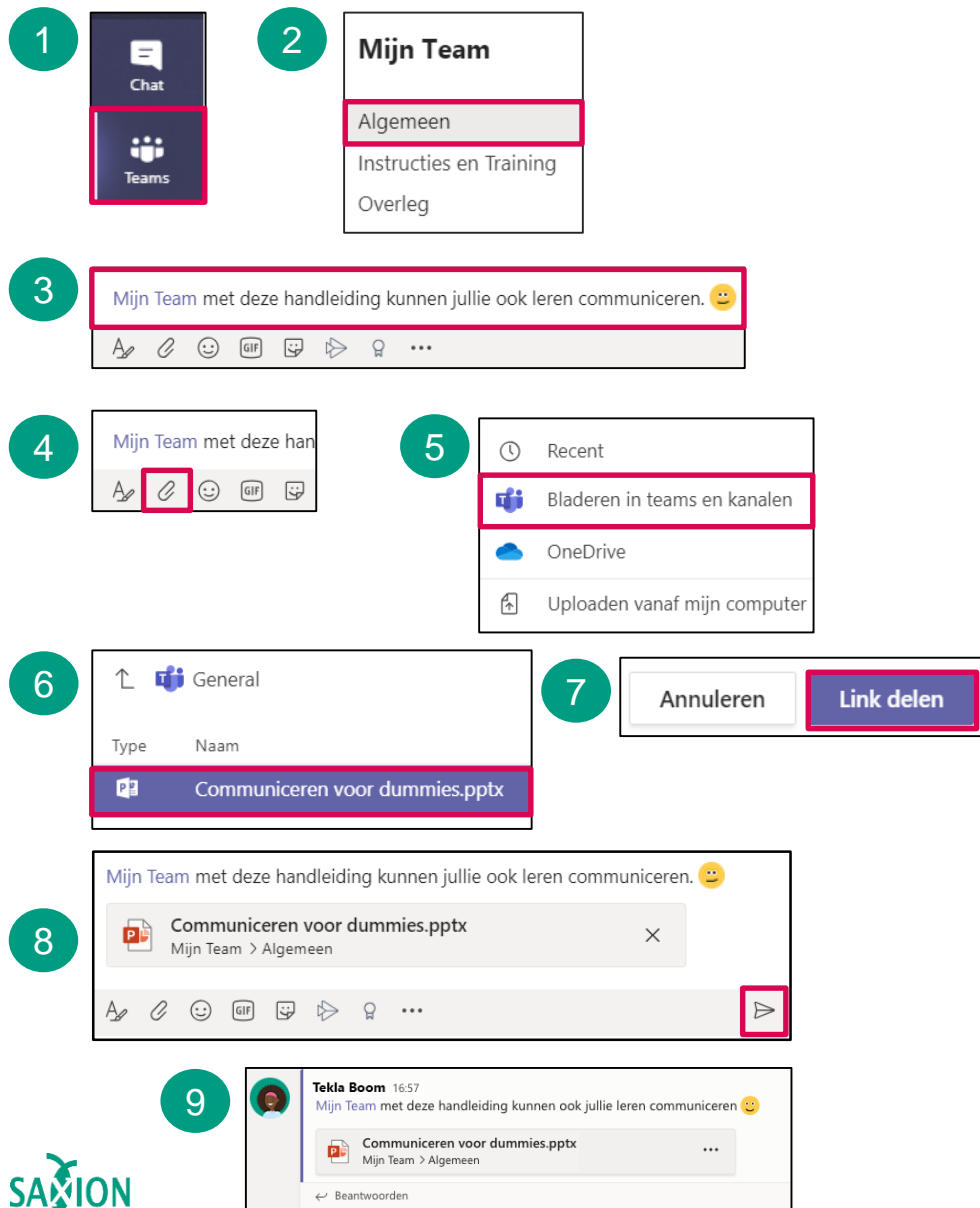 1
Chat
Teams
2
Mijn Team
Algemeen
Instructies en Training
Overleg
3
Mijn Team met deze handleiding kunnen jullie ook leren communiceren.
GIF
4
Mijn Team met deze han
GIF
5
Recent
Bladeren in teams en kanalen
OneDrive
Uploaden vanaf mijn computer
6
General
Type Naam
Communiceren voor dummies.pptx
7
Annuleren Link delen
8
Mijn Team met deze handleiding kunnen jullie ook leren communiceren.
Communiceren voor dummies.pptx
Mijn Team > Algemeen
GIF
9
Tekla Boom 16:57
Mijn Team met deze handleiding kunnen ook jullie leren communiceren
Communiceren voor dummies.pptx
Mijn Team > Algemeen
Beantwoorden
SAXION